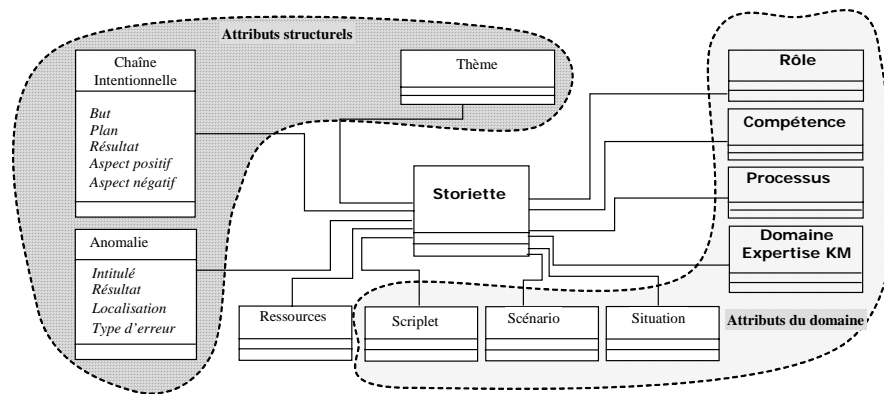 Attributs structurels
Chaîne
Intentionnelle
But
Plan
Résultat
Aspect positif
Aspect négatif
Thème
Rôle
Compétence
Processus
Domaine
Expertise KM
Storiette
Anomalie
Intitulé
Résultat
Localisation
Type d'erreur
Ressources
Scriplet
Scénario
Situation
Attributs du domaine